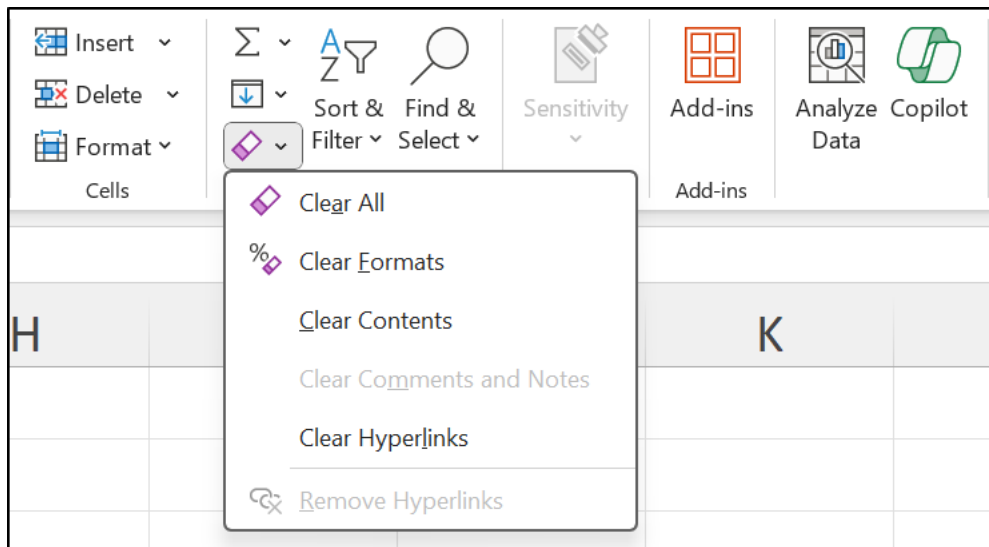 Insert
Delete
Format
Cells
Sort &
Filter
Find &
Select
Sensitivity
Add-ins
Add-ins
Analyze
Data
Copilot
Clear All
% Clear Formats
Clear Contents
Clear Comments and Notes
Clear Hyperlinks
Remove Hyperlinks
H
K